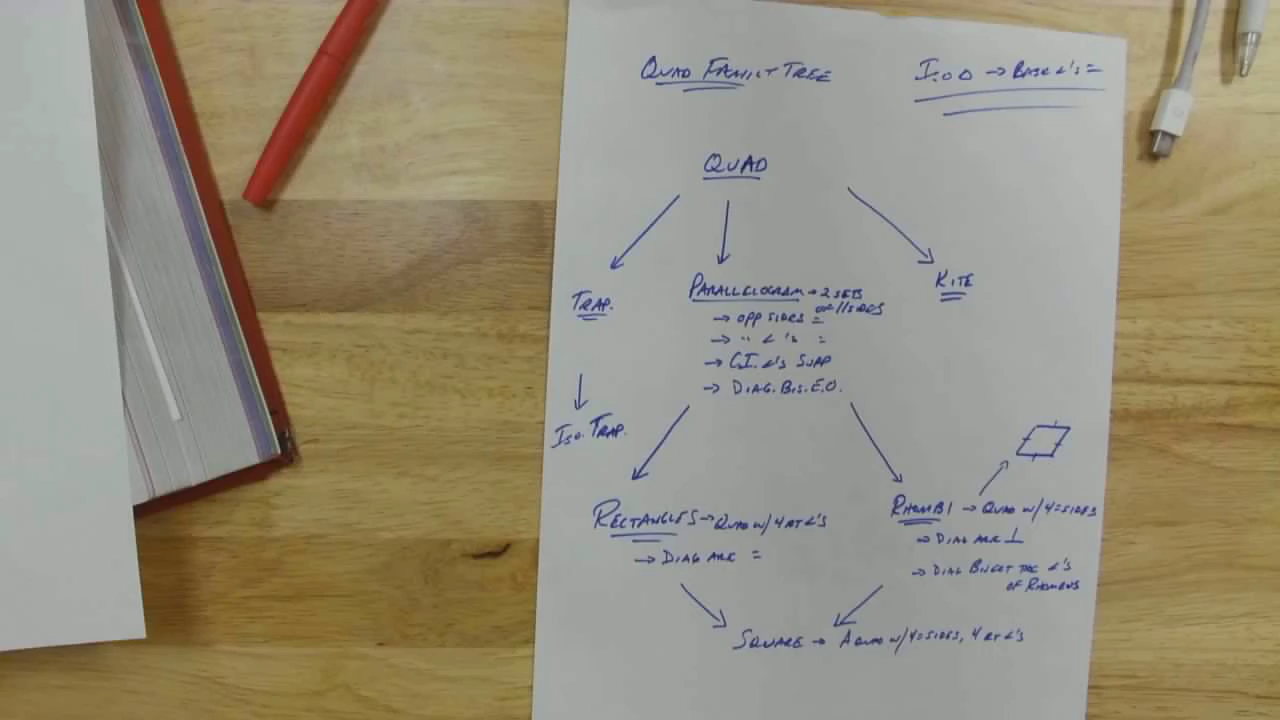 QUAD FAMILY TREE
ISO △ → BASE ∠'S =
QUAD
TRAP.
PARALLELOGRAM → 2 SETS
OF // SIDES
KITE
→ OPP SIDES =
→ " ∠'S =
→ C.I. ∠'S SUPP
→ DIAG. BIS. E.O.
ISO. TRAP.
RECTANGLES → QUAD W/ 4 RT ∠'S
→ DIAG ARE =
RHOMBI → QUAD W/ 4 = SIDES
→ DIAG ARE ⊥
→ DIAG BISECT THE ∠'S
OF RHOMBUS
SQUARE → A QUAD W/ 4 = SIDES, 4 RT ∠'S